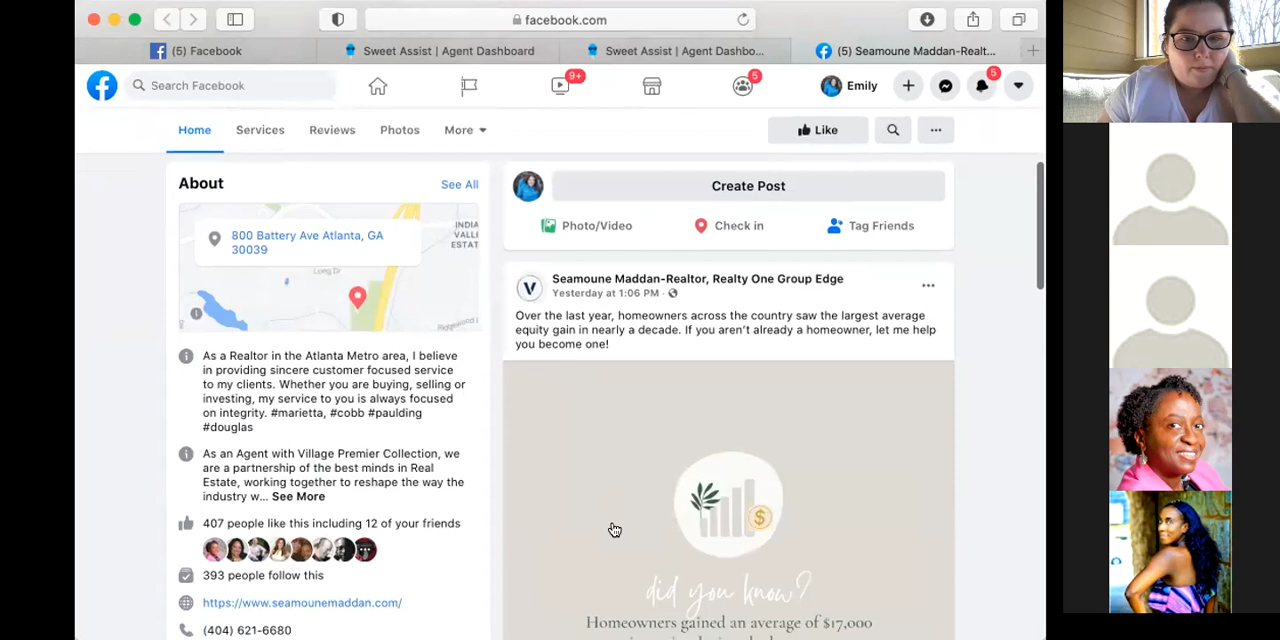 facebook.com
(5) Facebook
Sweet Assist | Agent Dashboard
Sweet Assist | Agent Dashbo...
(5) Seamoune Maddan-Realt...
Search Facebook
9+
5
Emily
5
Home
Services
Reviews
Photos
More
Like
About
See All
800 Battery Ave Atlanta, GA
30039
INDIA
VALLE
ESTAT
Long Dr
Create Post
Photo/Video
Check in
Tag Friends
Seamoune Maddan-Realtor, Realty One Group Edge
Yesterday at 1:06 PM ·
Over the last year, homeowners across the country saw the largest average
equity gain in nearly a decade. If you aren't already a homeowner, let me help
you become one!
As a Realtor in the Atlanta Metro area, I believe
in providing sincere customer focused service
to my clients. Whether you are buying, selling or
investing, my service to you is always focused
on integrity. #marietta, #cobb #paulding
#douglas
As an Agent with Village Premier Collection, we
are a partnership of the best minds in Real
Estate, working together to reshape the way the
industry w... See More
407 people like this including 12 of your friends
393 people follow this
https://www.seamounemaddan.com/
(404) 621-6680
V
$
did you know?
Homeowners gained an average of $17,000